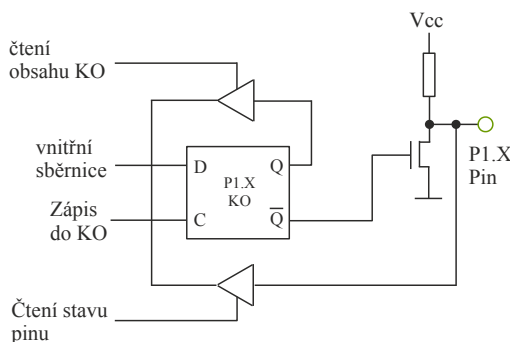 Vcc
čtení
obsahu KO
vnitřní
sběrnice
D
Q
P1.X
KO
P1.X
Pin
Zápis
do KO
C
Q̅
Čtení stavu
pinu